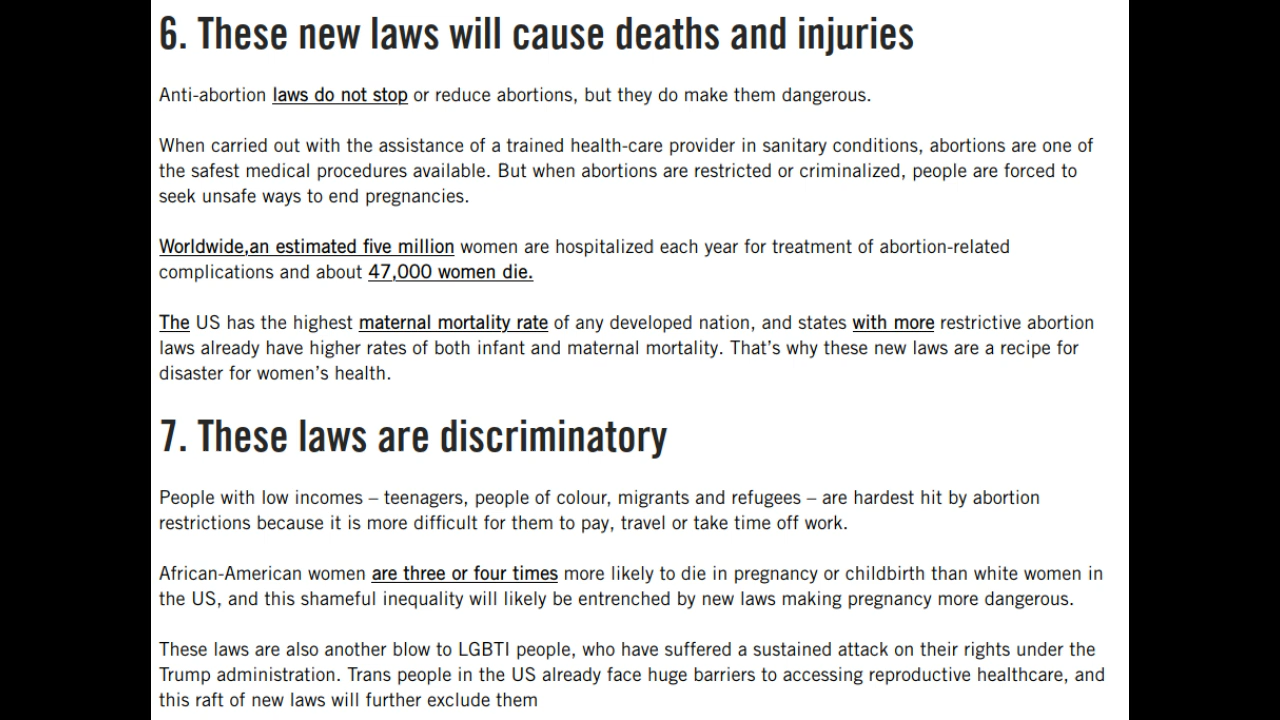 6. These new laws will cause deaths and injuries
Anti-abortion laws do not stop or reduce abortions, but they do make them dangerous.
When carried out with the assistance of a trained health-care provider in sanitary conditions, abortions are one of
the safest medical procedures available. But when abortions are restricted or criminalized, people are forced to
seek unsafe ways to end pregnancies.
Worldwide,an estimated five million women are hospitalized each year for treatment of abortion-related
complications and about 47,000 women die.
The US has the highest maternal mortality rate of any developed nation, and states with more restrictive abortion
laws already have higher rates of both infant and maternal mortality. That’s why these new laws are a recipe for
disaster for women’s health.
7. These laws are discriminatory
People with low incomes – teenagers, people of colour, migrants and refugees – are hardest hit by abortion
restrictions because it is more difficult for them to pay, travel or take time off work.
African-American women are three or four times more likely to die in pregnancy or childbirth than white women in
the US, and this shameful inequality will likely be entrenched by new laws making pregnancy more dangerous.
These laws are also another blow to LGBTI people, who have suffered a sustained attack on their rights under the
Trump administration. Trans people in the US already face huge barriers to accessing reproductive healthcare, and
this raft of new laws will further exclude them